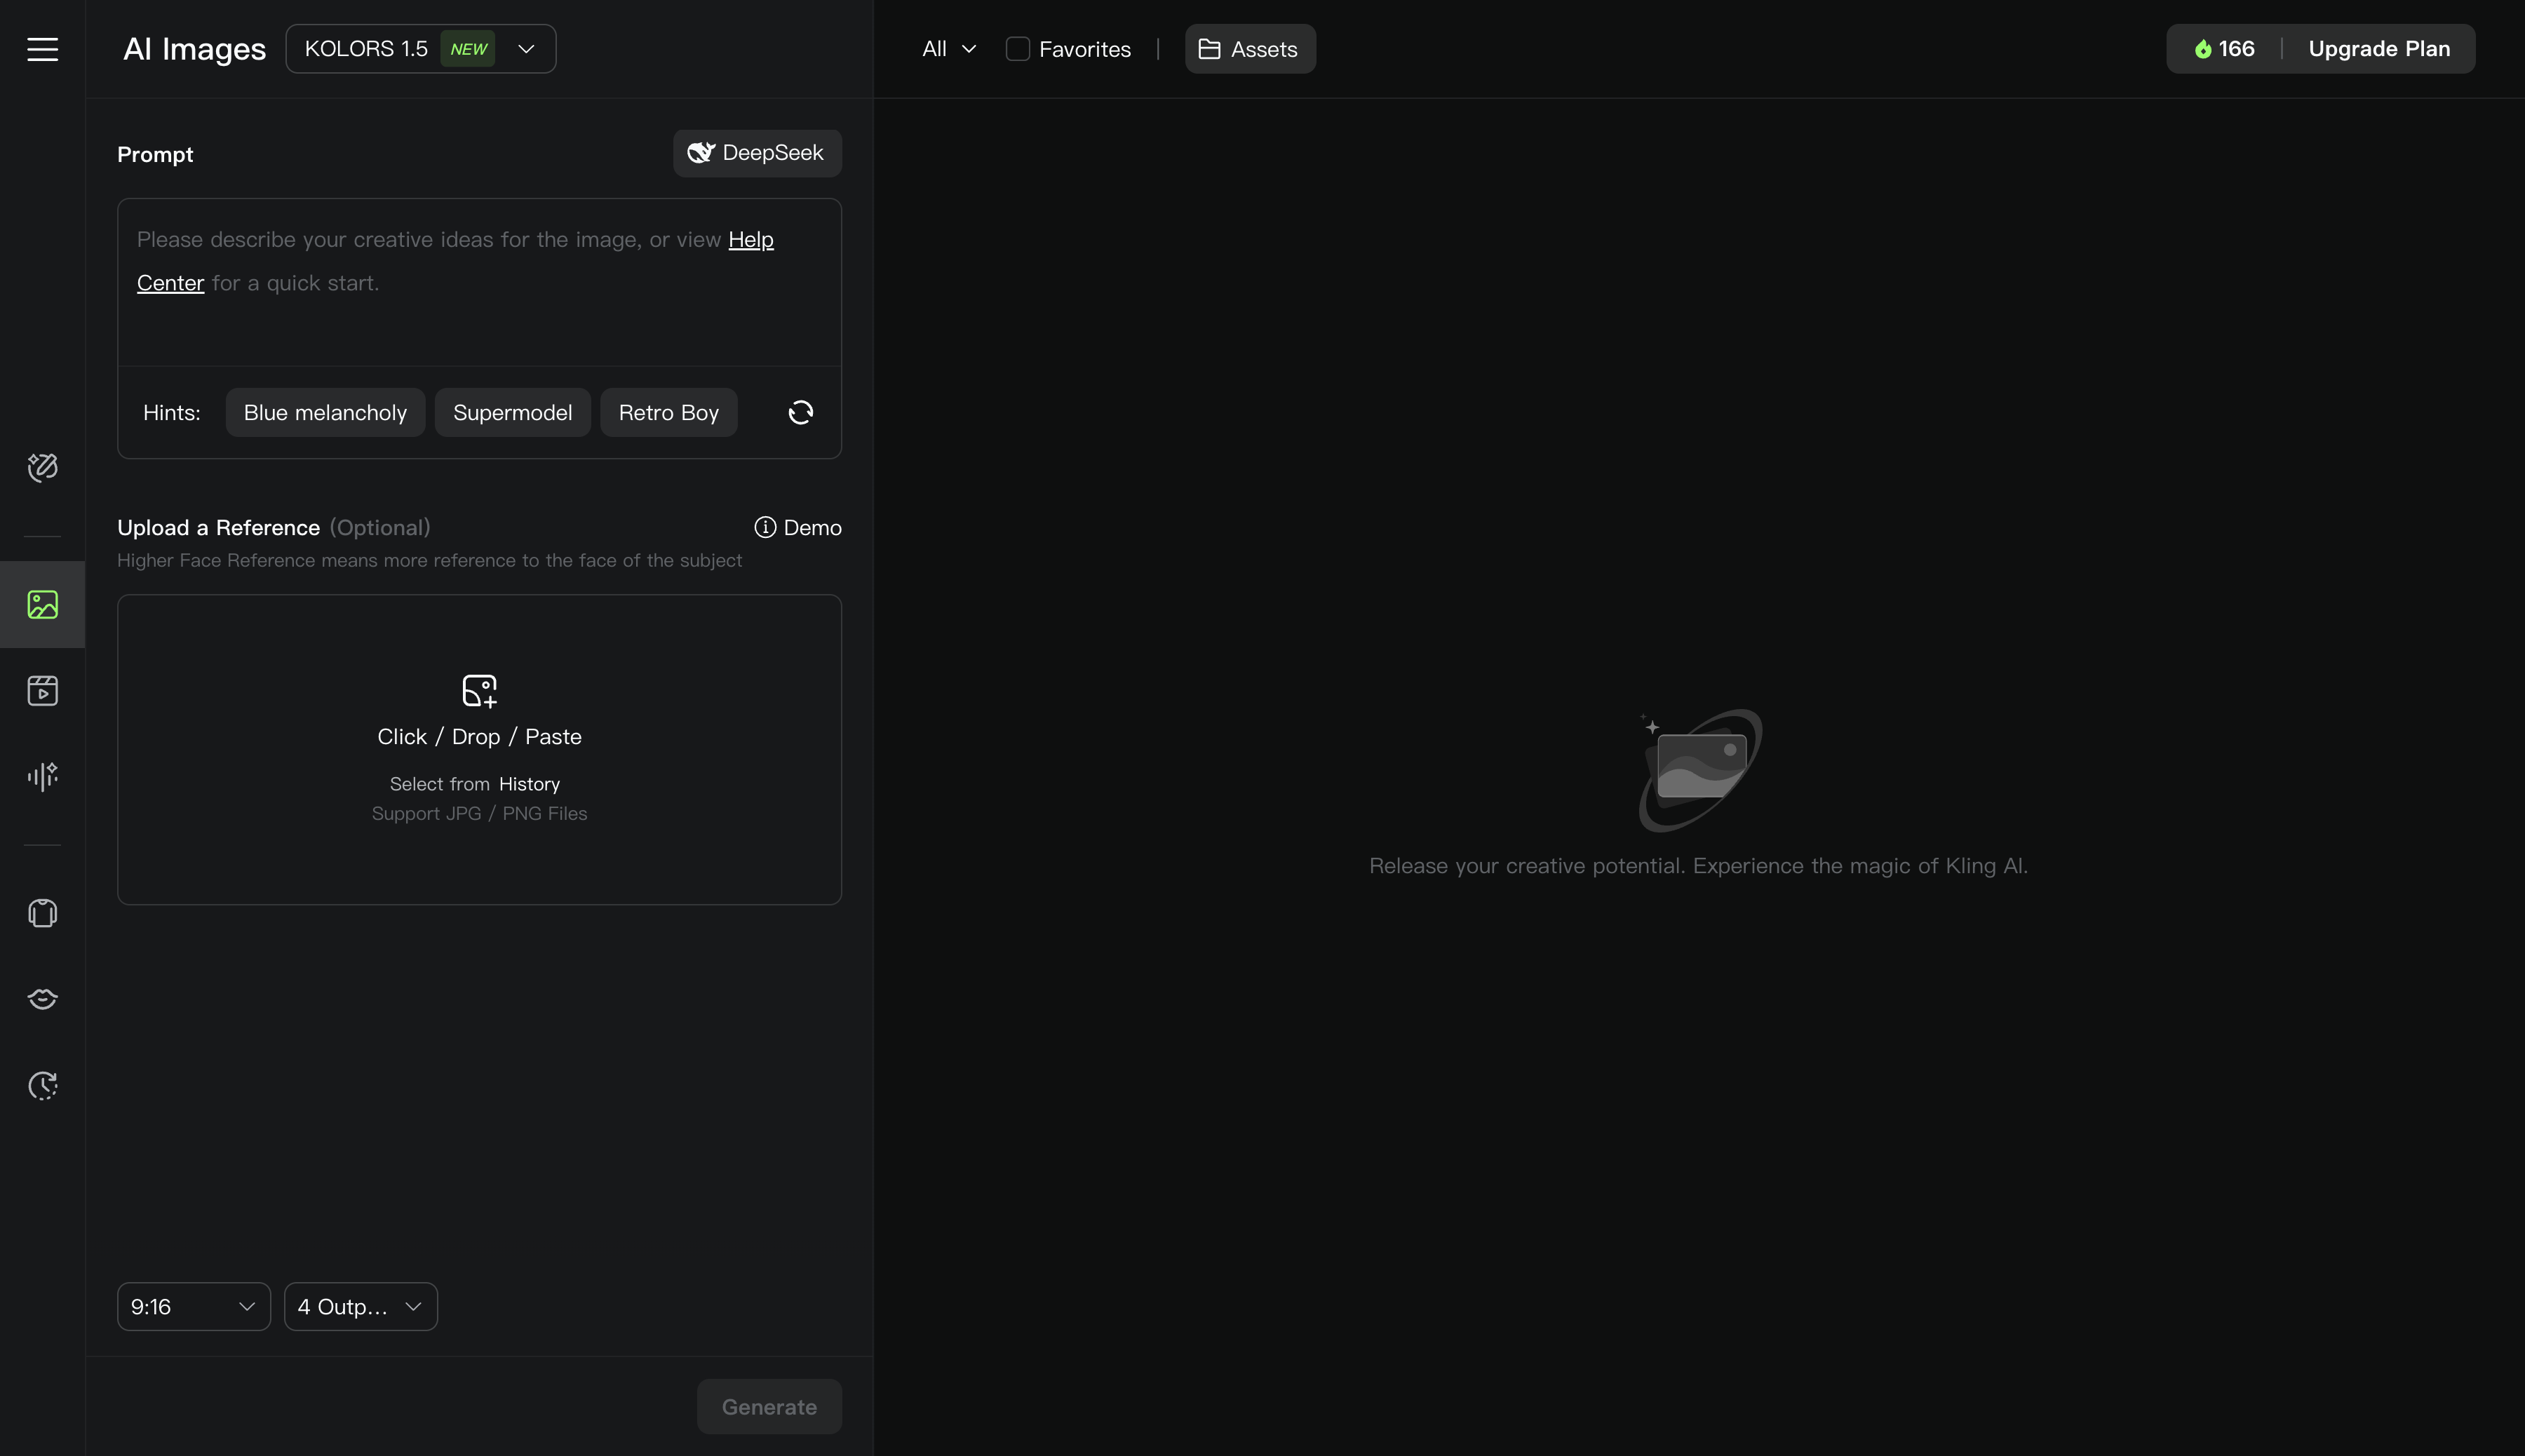 AI Images
KOLORS 1.5 NEW
All
Favorites
Assets
166
Upgrade Plan
Prompt
DeepSeek
Please describe your creative ideas for the image, or view Help
Center for a quick start.
Hints:
Blue melancholy
Supermodel
Retro Boy
Upload a Reference (Optional)
Demo
Higher Face Reference means more reference to the face of the subject
Click / Drop / Paste
Select from History
Support JPG / PNG Files
Release your creative potential. Experience the magic of Kling AI.
9:16
4 Outp...
Generate